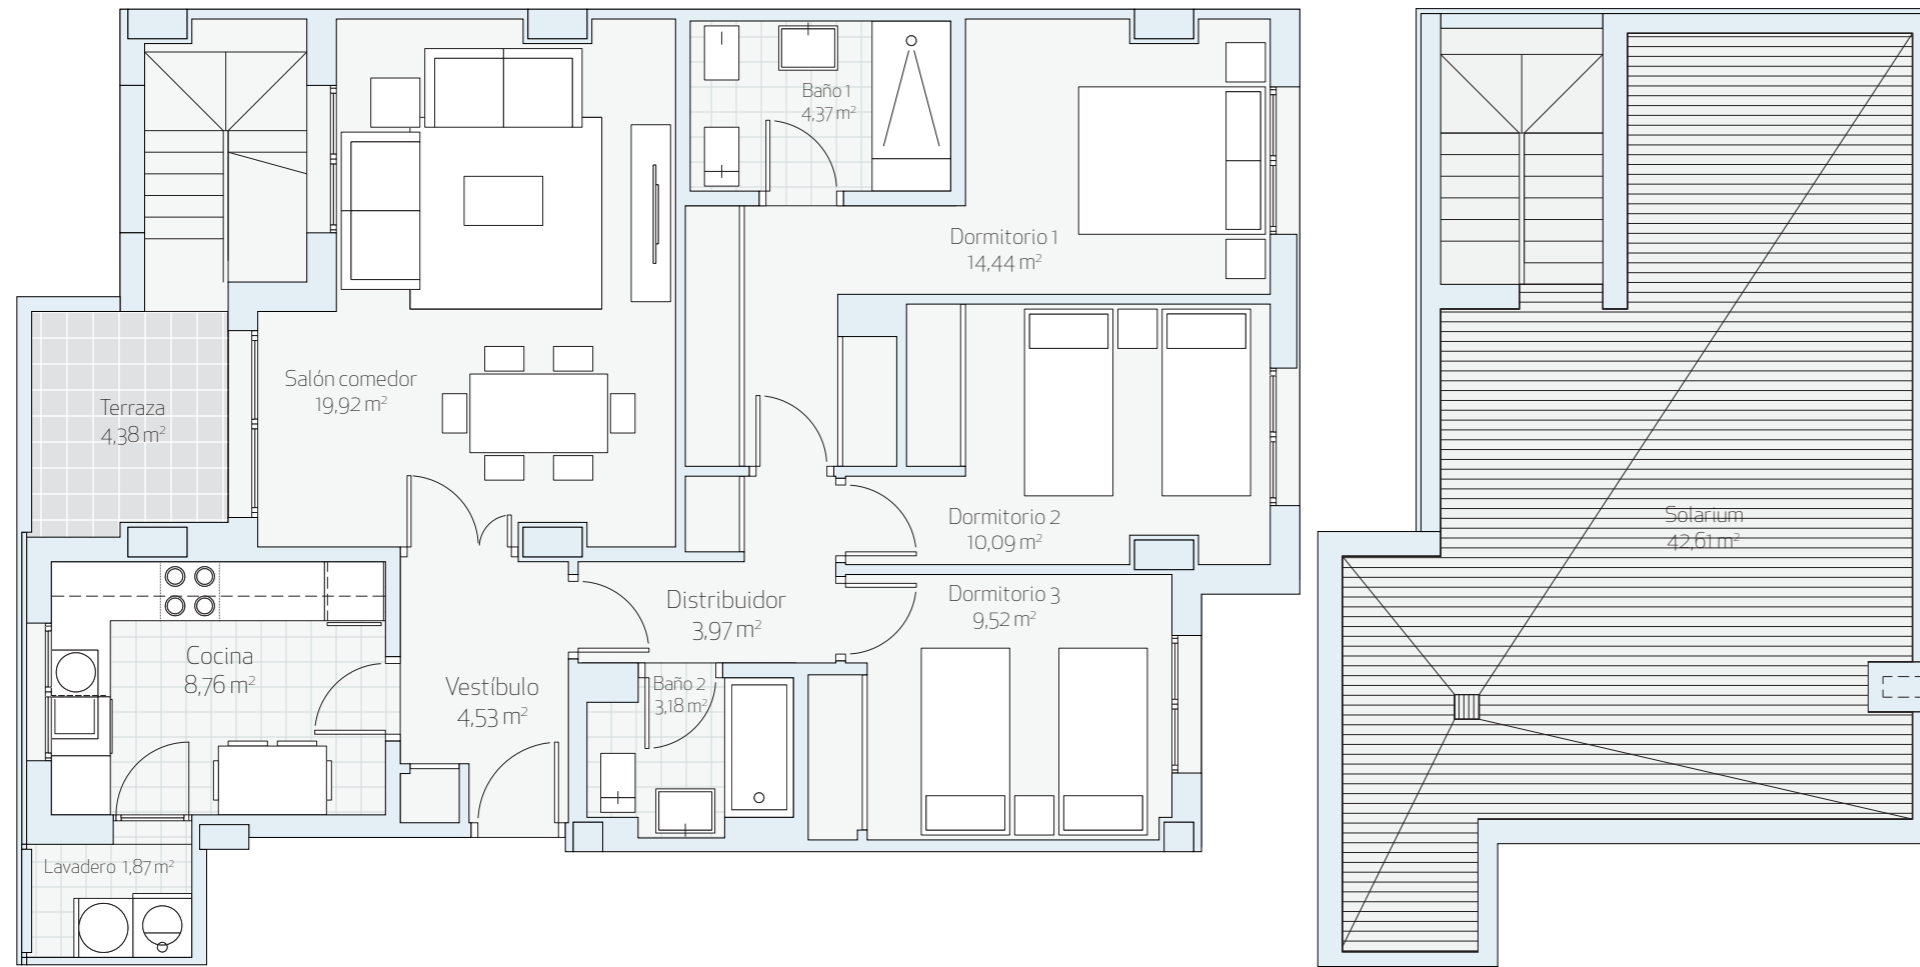 Baño 1
4,37 m²
Dormitorio 1
14,44 m²
Salón comedor
19,92 m²
Terraza
4,38 m²
Dormitorio 2
10,09 m²
Solarium
42,61 m²
Dormitorio 3
9,52 m²
Distribuidor
3,97 m²
Cocina
8,76 m²
Vestíbulo
4,53 m²
Baño 2
3,18 m²
Lavadero 1,87 m²